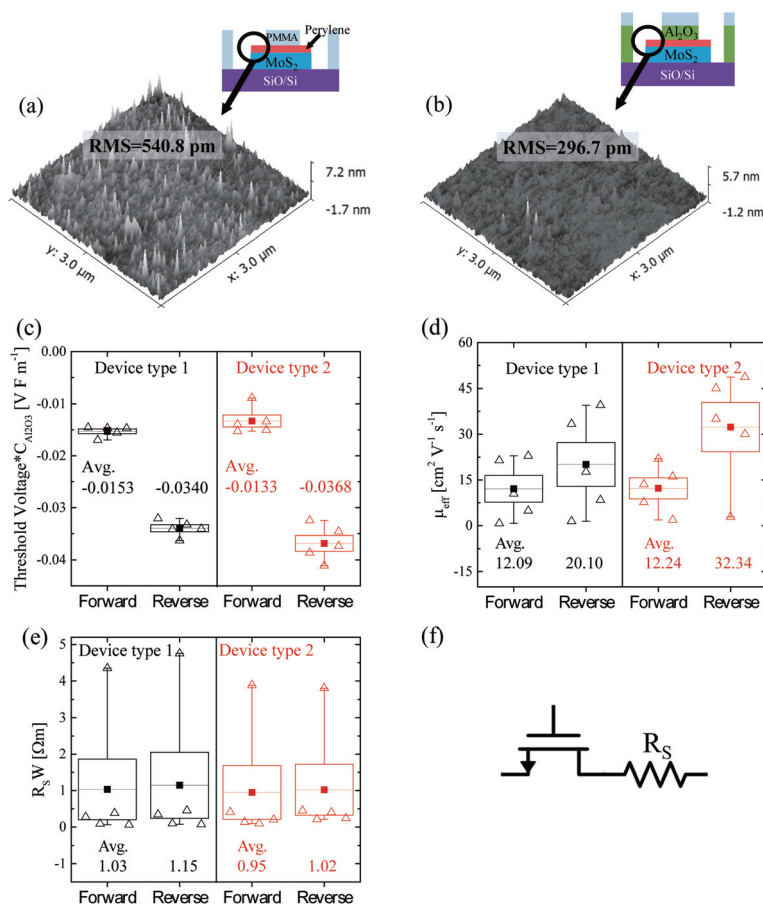 PMMA
Perylene
MoS2
SiO/Si
(a)
RMS=540.8 pm
7.2 nm
-1.7 nm
y: 3.0 μm
x: 3.0 μm
Al2O3
MoS2
SiO/Si
(b)
RMS=296.7 pm
5.7 nm
-1.2 nm
y: 3.0 μm
x: 3.0 μm
(c)
Threshold Voltage*C_Al2O3 [V F m⁻¹]
0.00
-0.01
-0.02
-0.03
-0.04
Device type 1
Device type 2
Avg.
-0.0153
-0.0340
Avg.
-0.0133
-0.0368
Forward Reverse Forward Reverse
(d)
μeff [cm² V⁻¹ s⁻¹]
60
45
30
15
0
-15
Device type 1
Device type 2
Avg.
12.09
20.10
Avg.
12.24
32.34
Forward Reverse Forward Reverse
(e)
RsW [Ωm]
5
4
3
2
1
0
-1
Device type 1
Device type 2
Avg.
1.03
1.15
Avg.
0.95
1.02
Forward Reverse Forward Reverse
(f)
RS